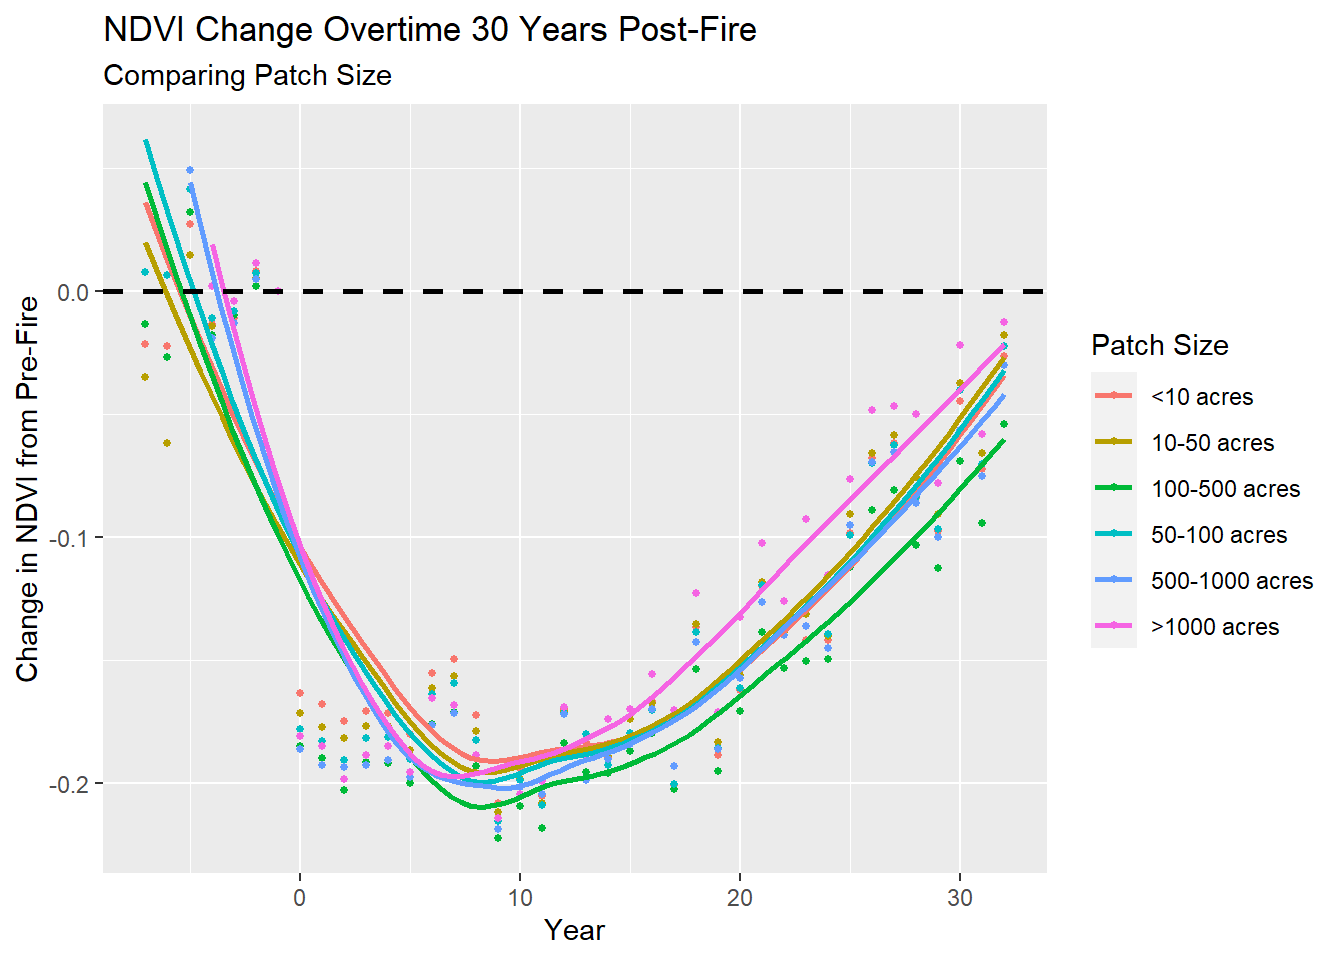 NDVI Change Overtime 30 Years Post-Fire
Comparing Patch Size
Change in NDVI from Pre-Fire
0.0
-0.1
-0.2
0
10
20
30
Year
Patch Size
<10 acres
10-50 acres
100-500 acres
50-100 acres
500-1000 acres
>1000 acres